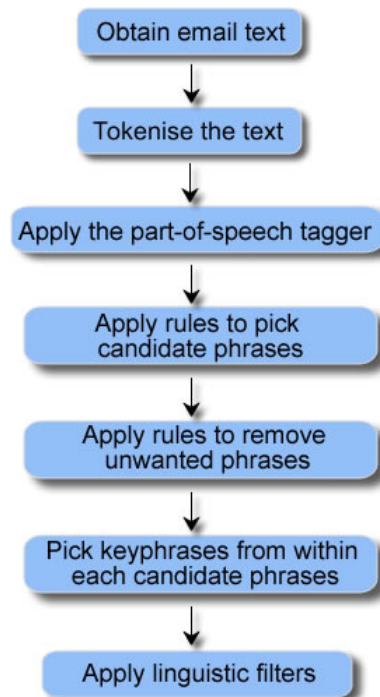 Obtain email text
Tokenise the text
Apply the part-of-speech tagger
Apply rules to pick
candidate phrases
Apply rules to remove
unwanted phrases
Pick keyphrases from within
each candidate phrases
Apply linguistic filters